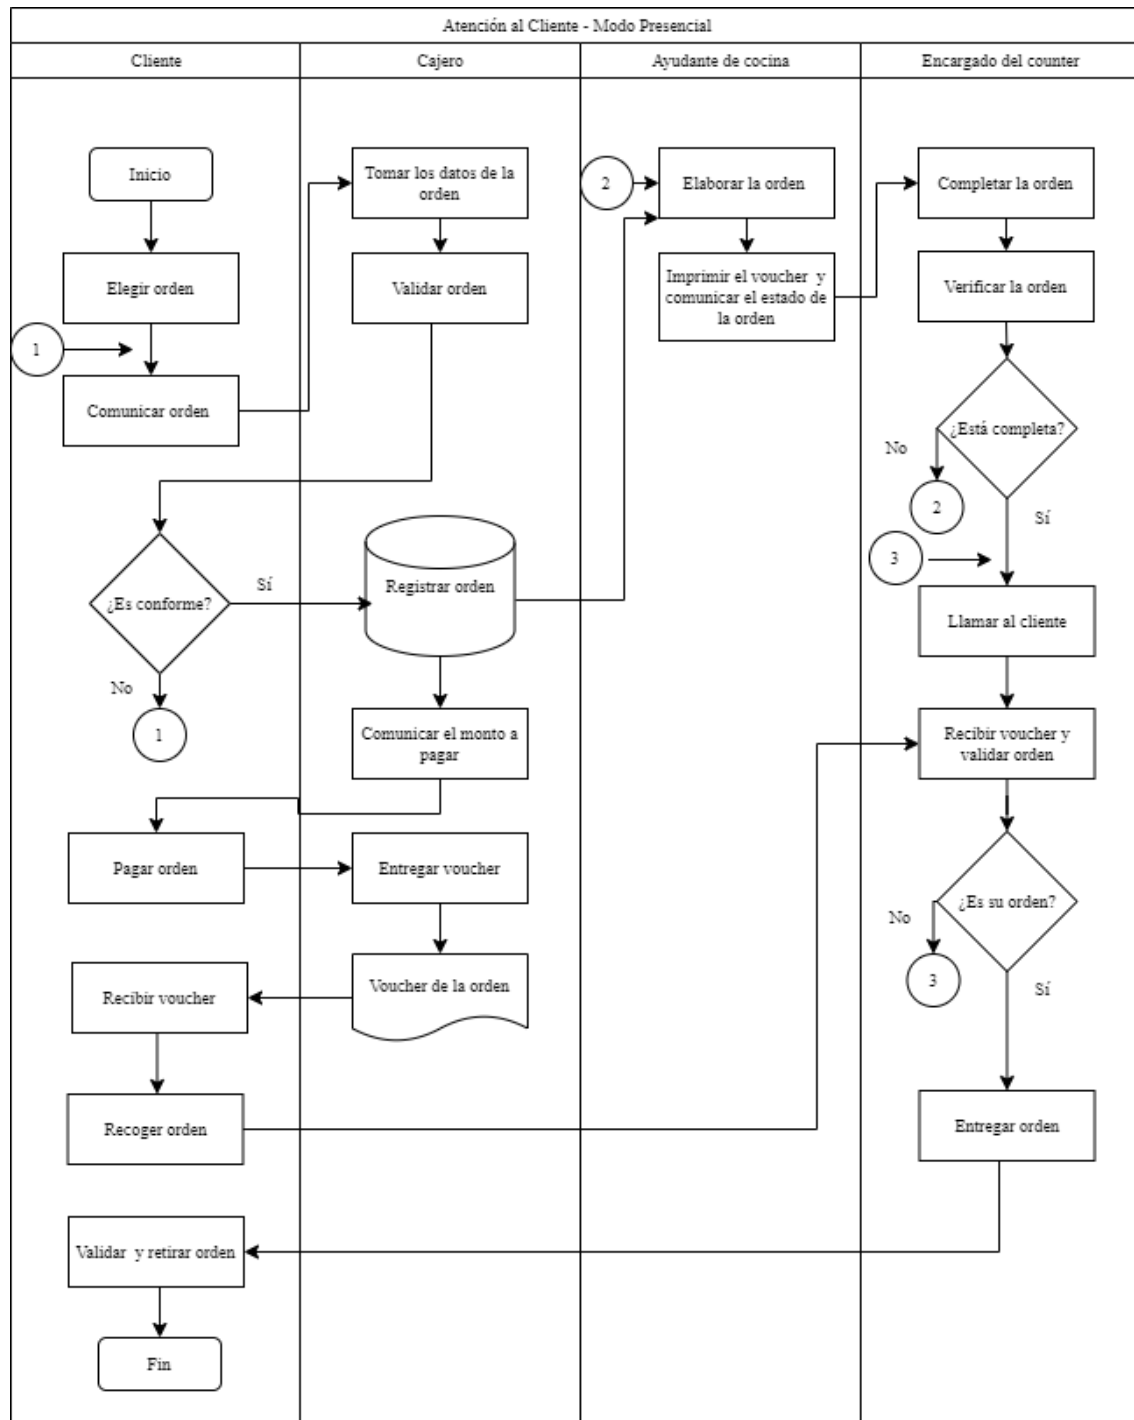 Atención al Cliente - Modo Presencial
Cliente
Cajero
Ayudante de cocina
Encargado del counter
Inicio
Elegir orden
1
Comunicar orden
¿Es conforme?
Sí
No
1
Pagar orden
Recibir voucher
Recoger orden
Validar y retirar orden
Fin
Tomar los datos de la
orden
Validar orden
Registrar orden
Comunicar el monto a
pagar
Entregar voucher
Voucher de la orden
2
Elaborar la orden
Imprimir el voucher y
comunicar el estado de
la orden
Completar la orden
Verificar la orden
¿Está completa?
No
2
Sí
3
Llamar al cliente
Recibir voucher y
validar orden
¿Es su orden?
No
3
Sí
Entregar orden